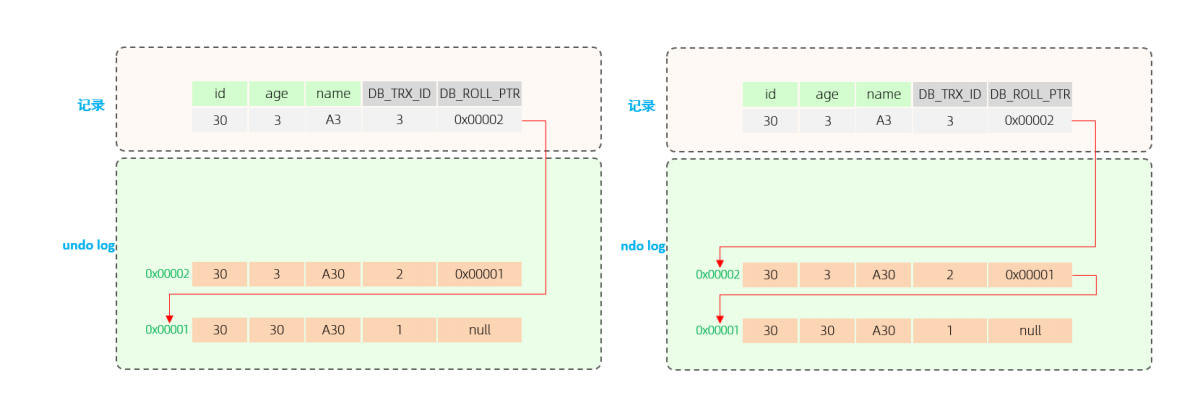 记录
id age name DB_TRX_ID DB_ROLL_PTR
30 3 A3 3 0x00002
undo log
0x00002 30 3 A30 2 0x00001
0x00001 30 30 A30 1 null
记录
id age name DB_TRX_ID DB_ROLL_PTR
30 3 A3 3 0x00002
ndo log
0x00002 30 3 A30 2 0x00001
0x00001 30 30 A30 1 null